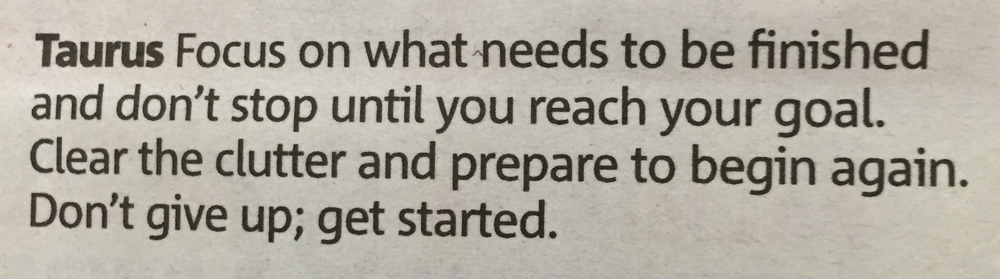 Taurus Focus on what needs to be finished
and don’t stop until you reach your goal.
Clear the clutter and prepare to begin again.
Don’t give up; get started.